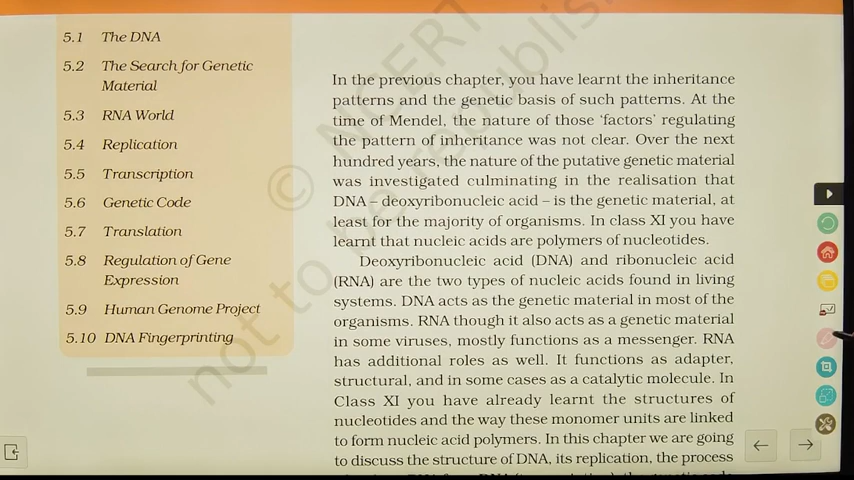 5.1 The DNA
5.2 The Search for Genetic
Material
5.3 RNA World
5.4 Replication
5.5 Transcription
5.6 Genetic Code
5.7 Translation
5.8 Regulation of Gene
Expression
5.9 Human Genome Project
5.10 DNA Fingerprinting
In the previous chapter, you have learnt the inheritance
patterns and the genetic basis of such patterns. At the
time of Mendel, the nature of those ‘factors’ regulating
the pattern of inheritance was not clear. Over the next
hundred years, the nature of the putative genetic material
was investigated culminating in the realisation that
DNA – deoxyribonucleic acid – is the genetic material, at
least for the majority of organisms. In class XI you have
learnt that nucleic acids are polymers of nucleotides.
Deoxyribonucleic acid (DNA) and ribonucleic acid
(RNA) are the two types of nucleic acids found in living
systems. DNA acts as the genetic material in most of the
organisms. RNA though it also acts as a genetic material
in some viruses, mostly functions as a messenger. RNA
has additional roles as well. It functions as adapter,
structural, and in some cases as a catalytic molecule. In
Class XI you have already learnt the structures of
nucleotides and the way these monomer units are linked
to form nucleic acid polymers. In this chapter we are going
to discuss the structure of DNA, its replication, the process
© NCERT
not to be republis